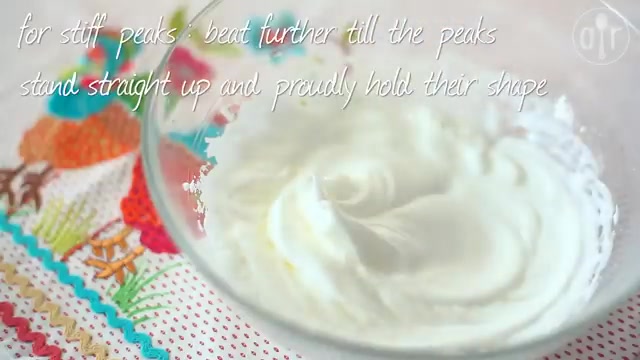 for stiff peaks : beat further till the peaks
stand straight up and proudly hold their shape